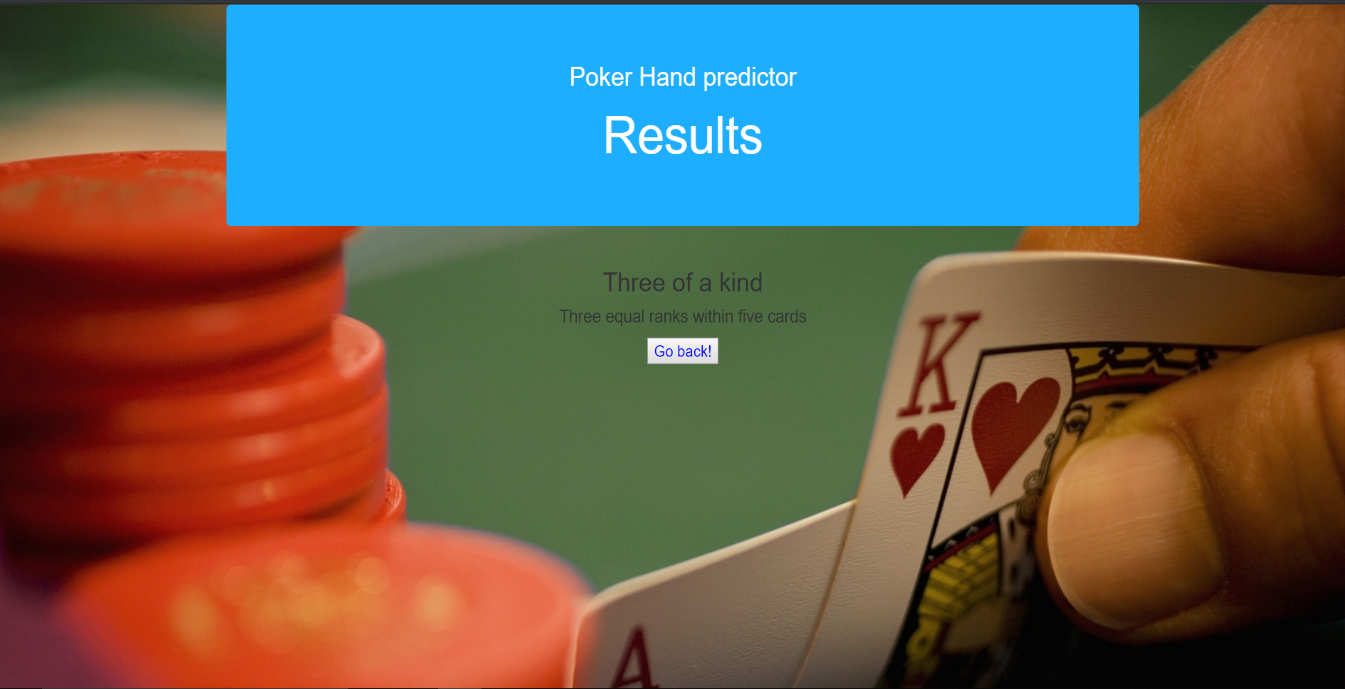 Poker Hand predictor
Results
Three of a kind
Three equal ranks within five cards
Go back!
K
A